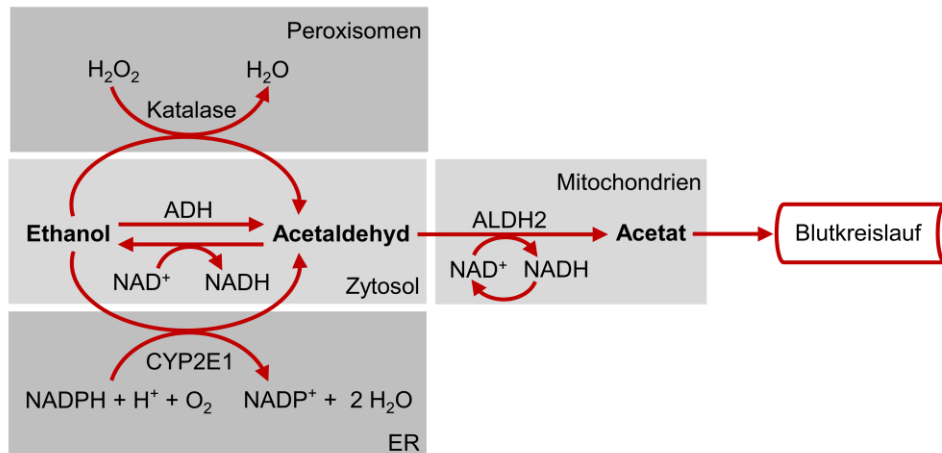 Peroxisomen
H₂O₂ H₂O
Katalase
Mitochondrien
ADH ALDH2
Ethanol Acetaldehyd Acetat Blutkreislauf
NAD⁺ NADH NAD⁺ NADH
Zytosol
CYP2E1
NADPH + H⁺ + O₂ NADP⁺ + 2 H₂O
ER